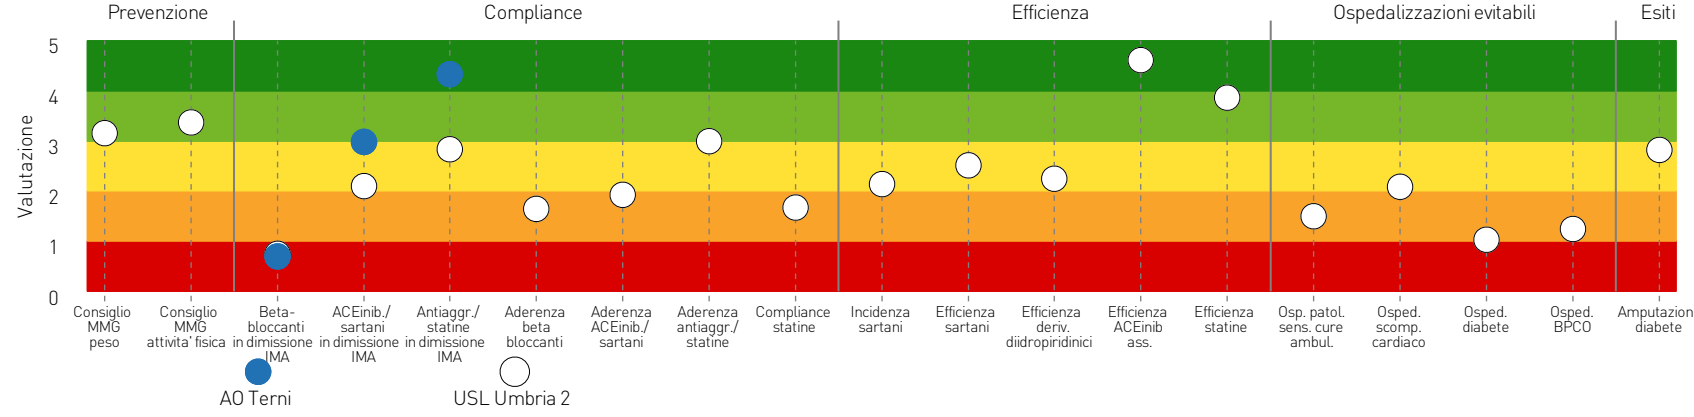 Prevenzione
Compliance
Efficienza
Ospedalizzazioni evitabili
Esiti
Valutazione
5
4
3
2
1
0
Consiglio
MMG
peso
Consiglio
MMG
attivita' fisica
Beta-
bloccanti
in dimissione
IMA
ACEinib./
sartani
in dimissione
IMA
Antiaggr./
statine
in dimissione
IMA
Aderenza
beta
bloccanti
Aderenza
ACEinib./
sartani
Aderenza
antiaggr./
statine
Compliance
statine
Incidenza
sartani
Efficienza
sartani
Efficienza
deriv.
diidropiridinici
Efficienza
ACEinib
ass.
Efficienza
statine
Osp. patol.
sens. cure
ambul.
Osped.
scomp.
cardiaco
Osped.
diabete
Osped.
BPCO
Amputazion
diabete
AO Terni
USL Umbria 2